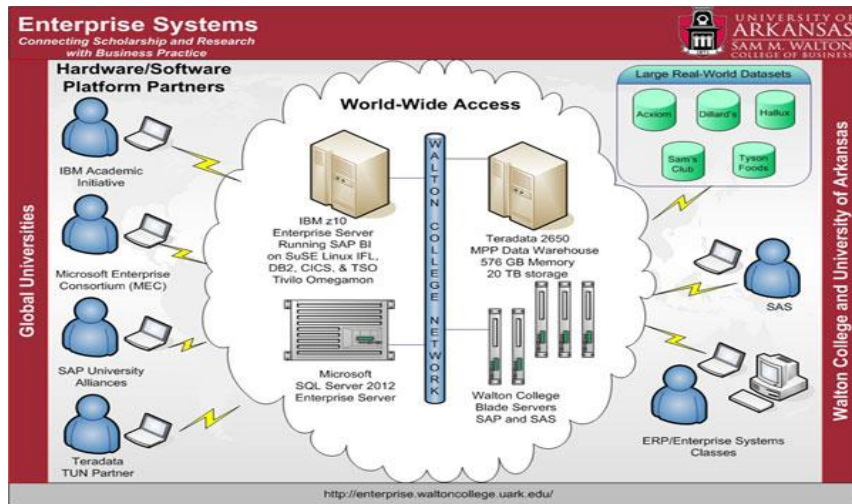 Enterprise Systems
Connecting Scholarship and Research
with Business Practice
UNIVERSITY OF
ARKANSAS
SAM M. WALTON
COLLEGE OF BUSINESS
Global Universities
Hardware/Software
Platform Partners
IBM Academic
Initiative
Microsoft Enterprise
Consortium (MEC)
SAP University
Alliances
Teradata
TUN Partner
World-Wide Access
IBM z10
Enterprise Server
Running SAP BI
on SuSE Linux IFL,
DB2, CICS, & TSO
Tivilo Omegamon
Microsoft
SQL Server 2012
Enterprise Server
WALTON COLLEGE NETWORK
Teradata 2650
MPP Data Warehouse
576 GB Memory
20 TB storage
Walton College
Blade Servers
SAP and SAS
Large Real-World Datasets
Acxiom
Dillard's
Hallux
Sam's
Club
Tyson
Foods
SAS
ERP/Enterprise Systems
Classes
Walton College and University of Arkansas
http://enterprise.waltoncollege.uark.edu/